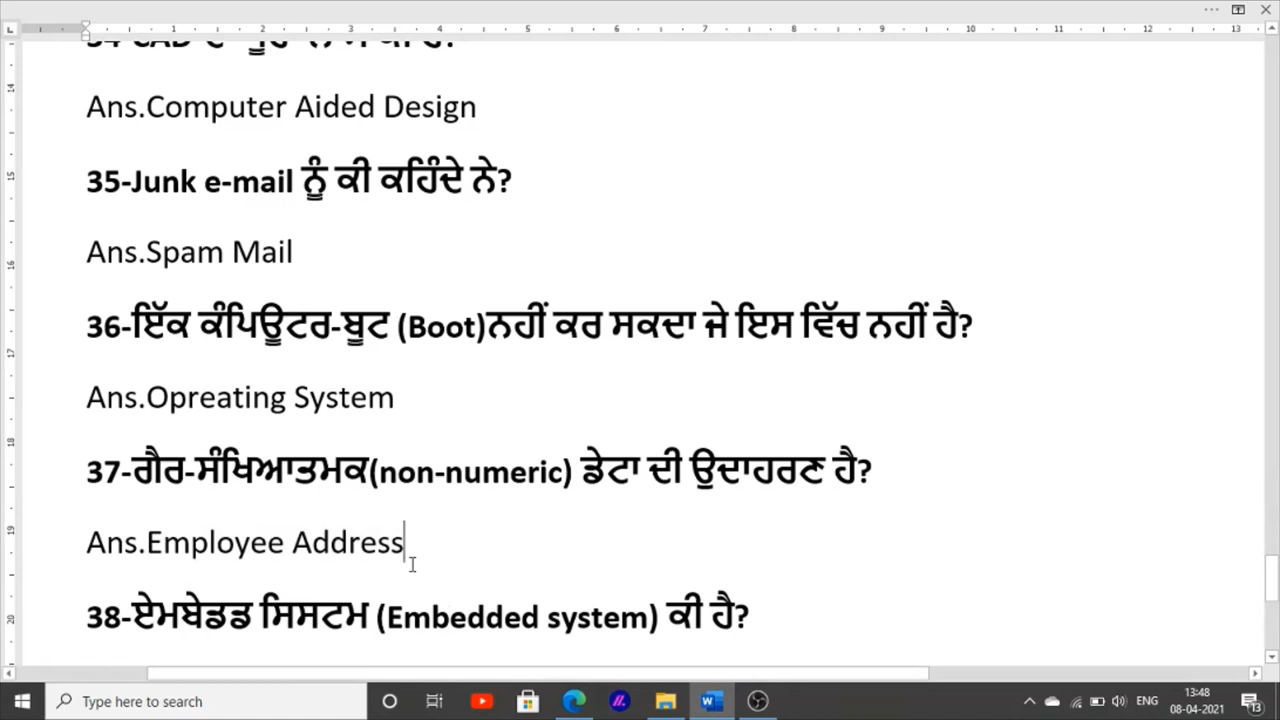 Ans.Computer Aided Design
35-Junk e-mail ਨੂੰ ਕੀ ਕਹਿੰਦੇ ਨੇ?
Ans.Spam Mail
36-ਇੱਕ ਕੰਪਿਊਟਰ-ਬੂਟ (Boot)ਨਹੀਂ ਕਰ ਸਕਦਾ ਜੇ ਇਸ ਵਿੱਚ ਨਹੀਂ ਹੈ?
Ans.Opreating System
37-ਗੈਰ-ਸੰਖਿਆਤਮਕ(non-numeric) ਡੇਟਾ ਦੀ ਉਦਾਹਰਣ ਹੈ?
Ans.Employee Address
38-ਏਮਬੇਡਡ ਸਿਸਟਮ (Embedded system) ਕੀ ਹੈ?
Type here to search
ENG
13:48
08-04-2021
13